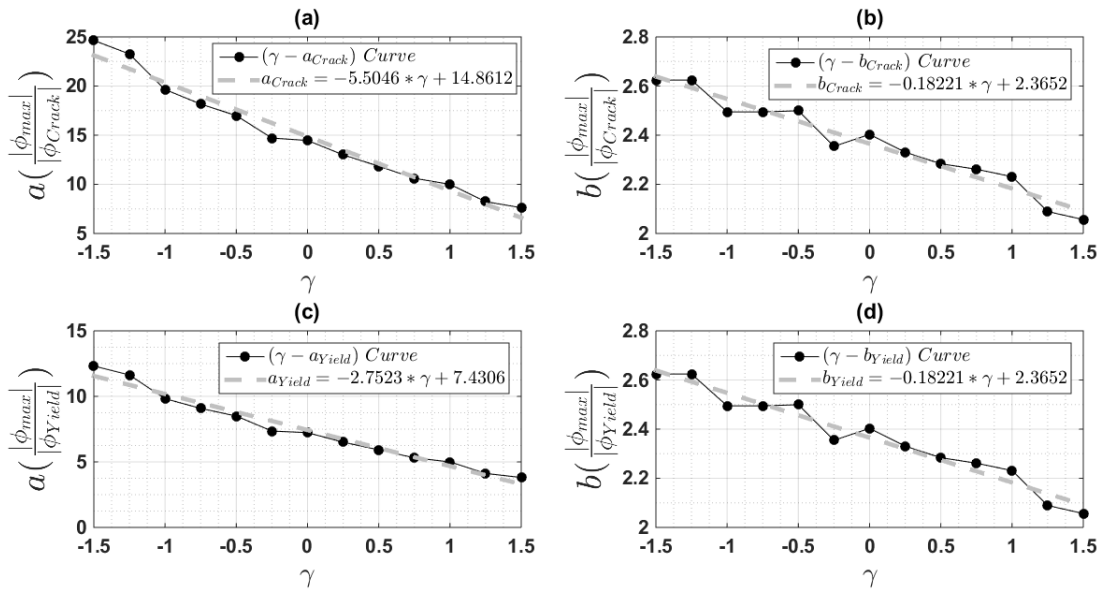 (a)
25
20
15
10
5
-1.5 -1 -0.5 0 0.5 1 1.5
γ
a(|ϕmax|/|ϕCrack|)
(γ − aCrack) Curve
aCrack = −5.5046 ∗ γ + 14.8612
(b)
2.8
2.6
2.4
2.2
2
-1.5 -1 -0.5 0 0.5 1 1.5
γ
b(|ϕmax|/|ϕCrack|)
(γ − bCrack) Curve
bCrack = −0.18221 ∗ γ + 2.3652
(c)
15
10
5
0
-1.5 -1 -0.5 0 0.5 1 1.5
γ
a(|ϕmax|/|ϕYield|)
(γ − aYield) Curve
aYield = −2.7523 ∗ γ + 7.4306
(d)
2.8
2.6
2.4
2.2
2
-1.5 -1 -0.5 0 0.5 1 1.5
γ
b(|ϕmax|/|ϕYield|)
(γ − bYield) Curve
bYield = −0.18221 ∗ γ + 2.3652